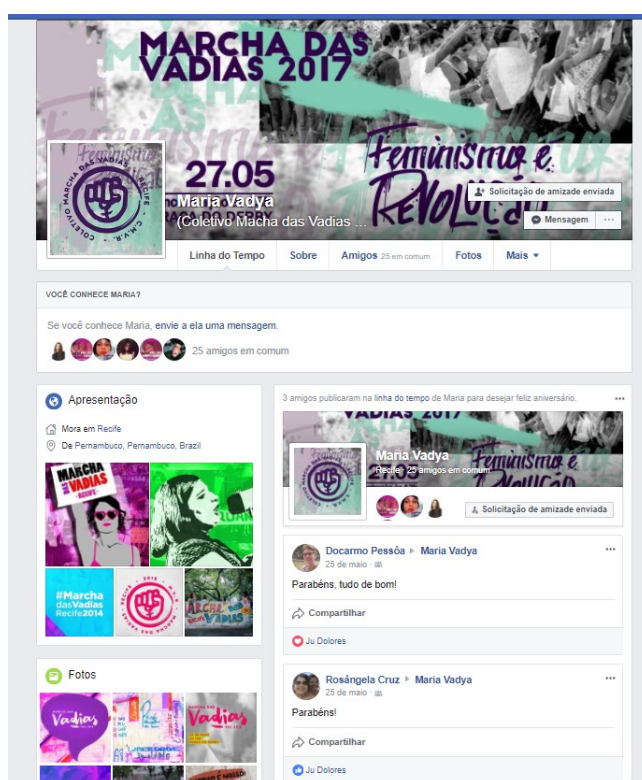 MARCHA DAS
VADIAS 2017
Feminismo é
REVOLUÇÃO
27.05
COLETIVO MARCHA DAS VADIAS · RECIFE · C.M.V.R. ·
Maria Vadya
(Coletivo Macha das Vadias ...
Solicitação de amizade enviada
Mensagem ...
Linha do Tempo Sobre Amigos 25 em comum Fotos Mais
VOCÊ CONHECE MARIA?
Se você conhece Maria, envie a ela uma mensagem.
25 amigos em comum
Apresentação
Mora em Recife
De Pernambuco, Pernambuco, Brazil
MARCHA
DAS
VADIAS
RECIFE
#Marcha
dasVadias
Recife2014
MARCHA DAS
VADIAS
Fotos
Vadias
Vadias
3 amigos publicaram na linha do tempo de Maria para desejar feliz aniversário. ...
VADIAS 2017
Maria Vadya
Recife · 25 amigos em comum
Feminismo é
Solicitação de amizade enviada
Docarmo Pessôa ▸ Maria Vadya ...
25 de maio ·
Parabéns, tudo de bom!
Compartilhar
Ju Dolores
Rosângela Cruz ▸ Maria Vadya ...
25 de maio ·
Parabéns!
Compartilhar
Ju Dolores